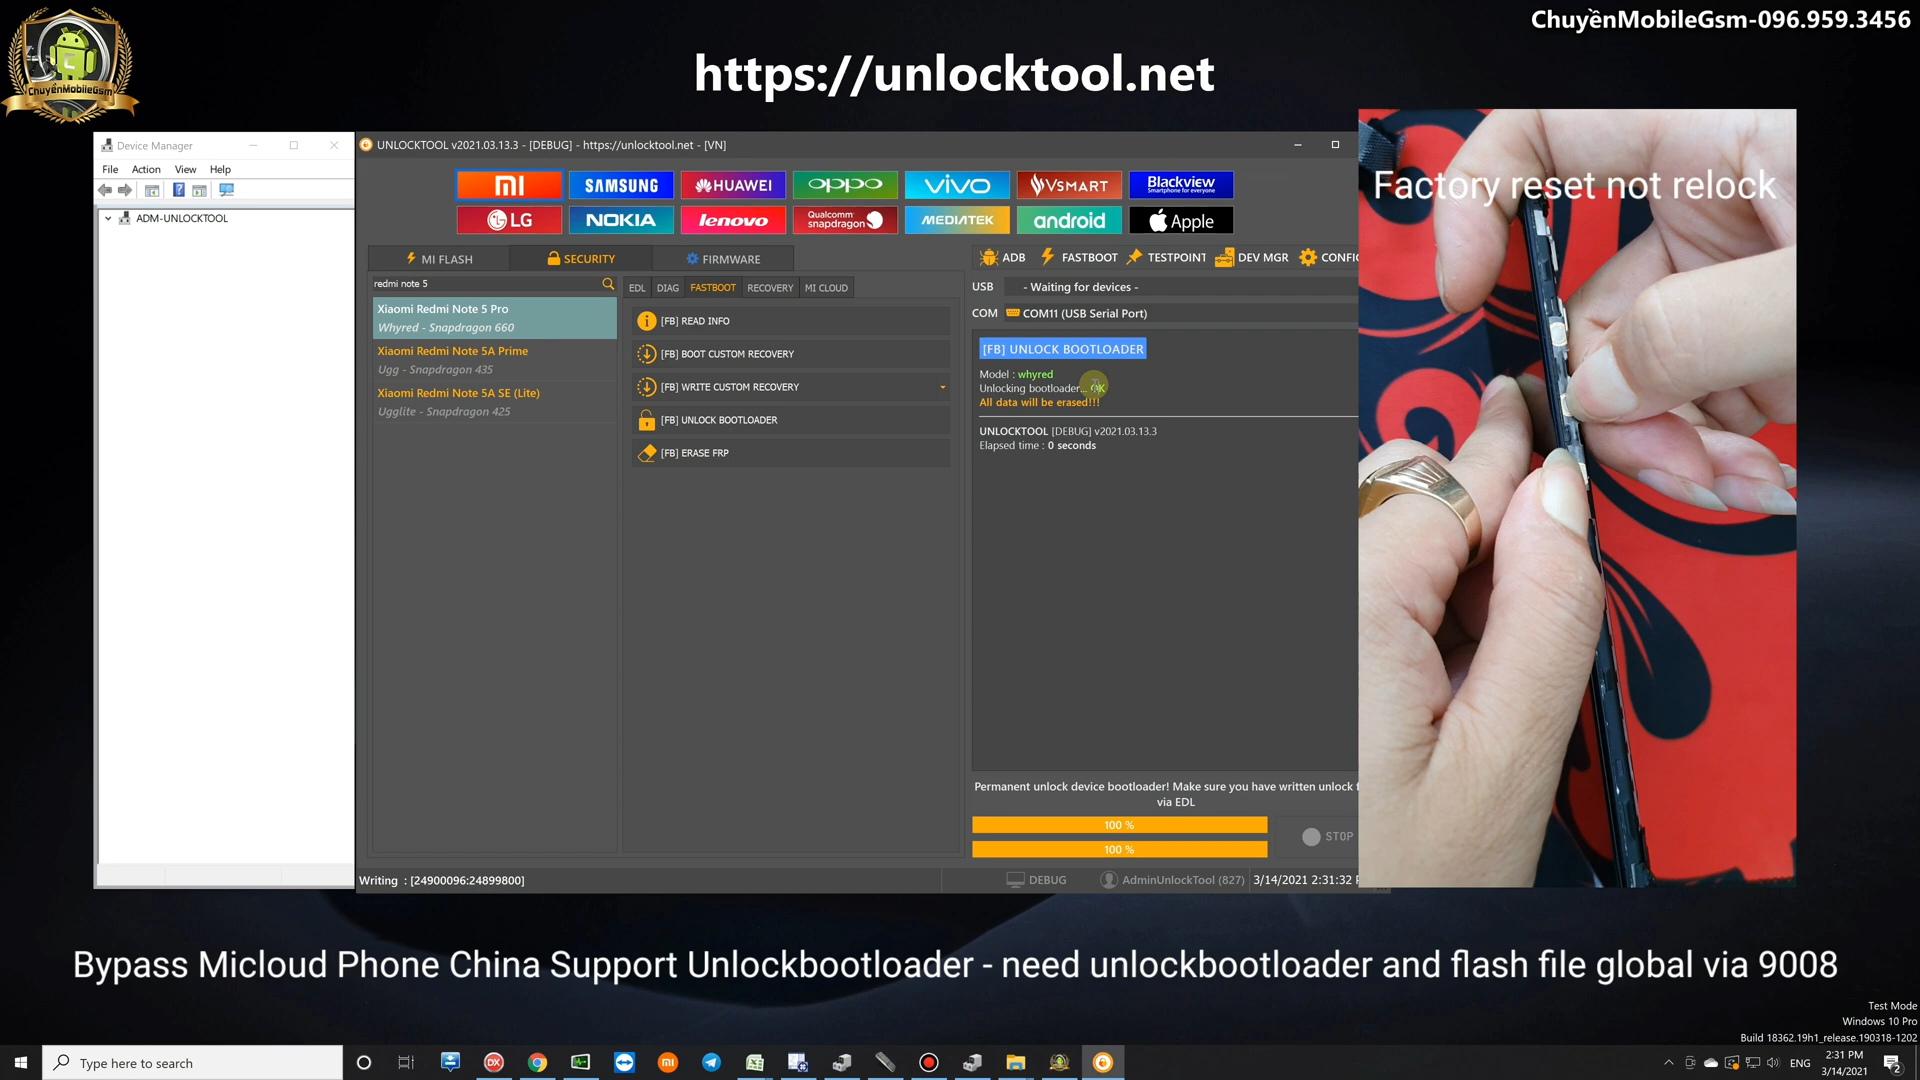 ChuyềnMobileGsm-096.959.3456
ChuyềnMobileGsm
https://unlocktool.net
Device Manager
File Action View Help
ADM-UNLOCKTOOL
UNLOCKTOOL v2021.03.13.3 - [DEBUG] - https://unlocktool.net - [VN]
MI SAMSUNG HUAWEI oppo vivo VSMART Blackview
Smartphone for everyone
LG NOKIA lenovo Qualcomm snapdragon MEDIATEK android Apple
MI FLASH SECURITY FIRMWARE
ADB FASTBOOT TESTPOINT DEV MGR CONFIG
redmi note 5
EDL DIAG FASTBOOT RECOVERY MI CLOUD
Xiaomi Redmi Note 5 Pro
Whyred - Snapdragon 660
Xiaomi Redmi Note 5A Prime
Ugg - Snapdragon 435
Xiaomi Redmi Note 5A SE (Lite)
Ugglite - Snapdragon 425
[FB] READ INFO
[FB] BOOT CUSTOM RECOVERY
[FB] WRITE CUSTOM RECOVERY
[FB] UNLOCK BOOTLOADER
[FB] ERASE FRP
USB - Waiting for devices -
COM COM11 (USB Serial Port)
[FB] UNLOCK BOOTLOADER
Model : whyred
Unlocking bootloader... OK
All data will be erased!!!
UNLOCKTOOL [DEBUG] v2021.03.13.3
Elapsed time : 0 seconds
Permanent unlock device bootloader! Make sure you have written unlock
via EDL
100 %
100 %
STOP
Writing : [24900096:24899800]
DEBUG AdminUnlockTool (827) 3/14/2021 2:31:32
Factory reset not relock
Bypass Micloud Phone China Support Unlockbootloader - need unlockbootloader and flash file global via 9008
Test Mode
Windows 10 Pro
Build 18362.19h1_release.190318-1202
Type here to search
DX
mi
ENG
2:31 PM
3/14/2021
2